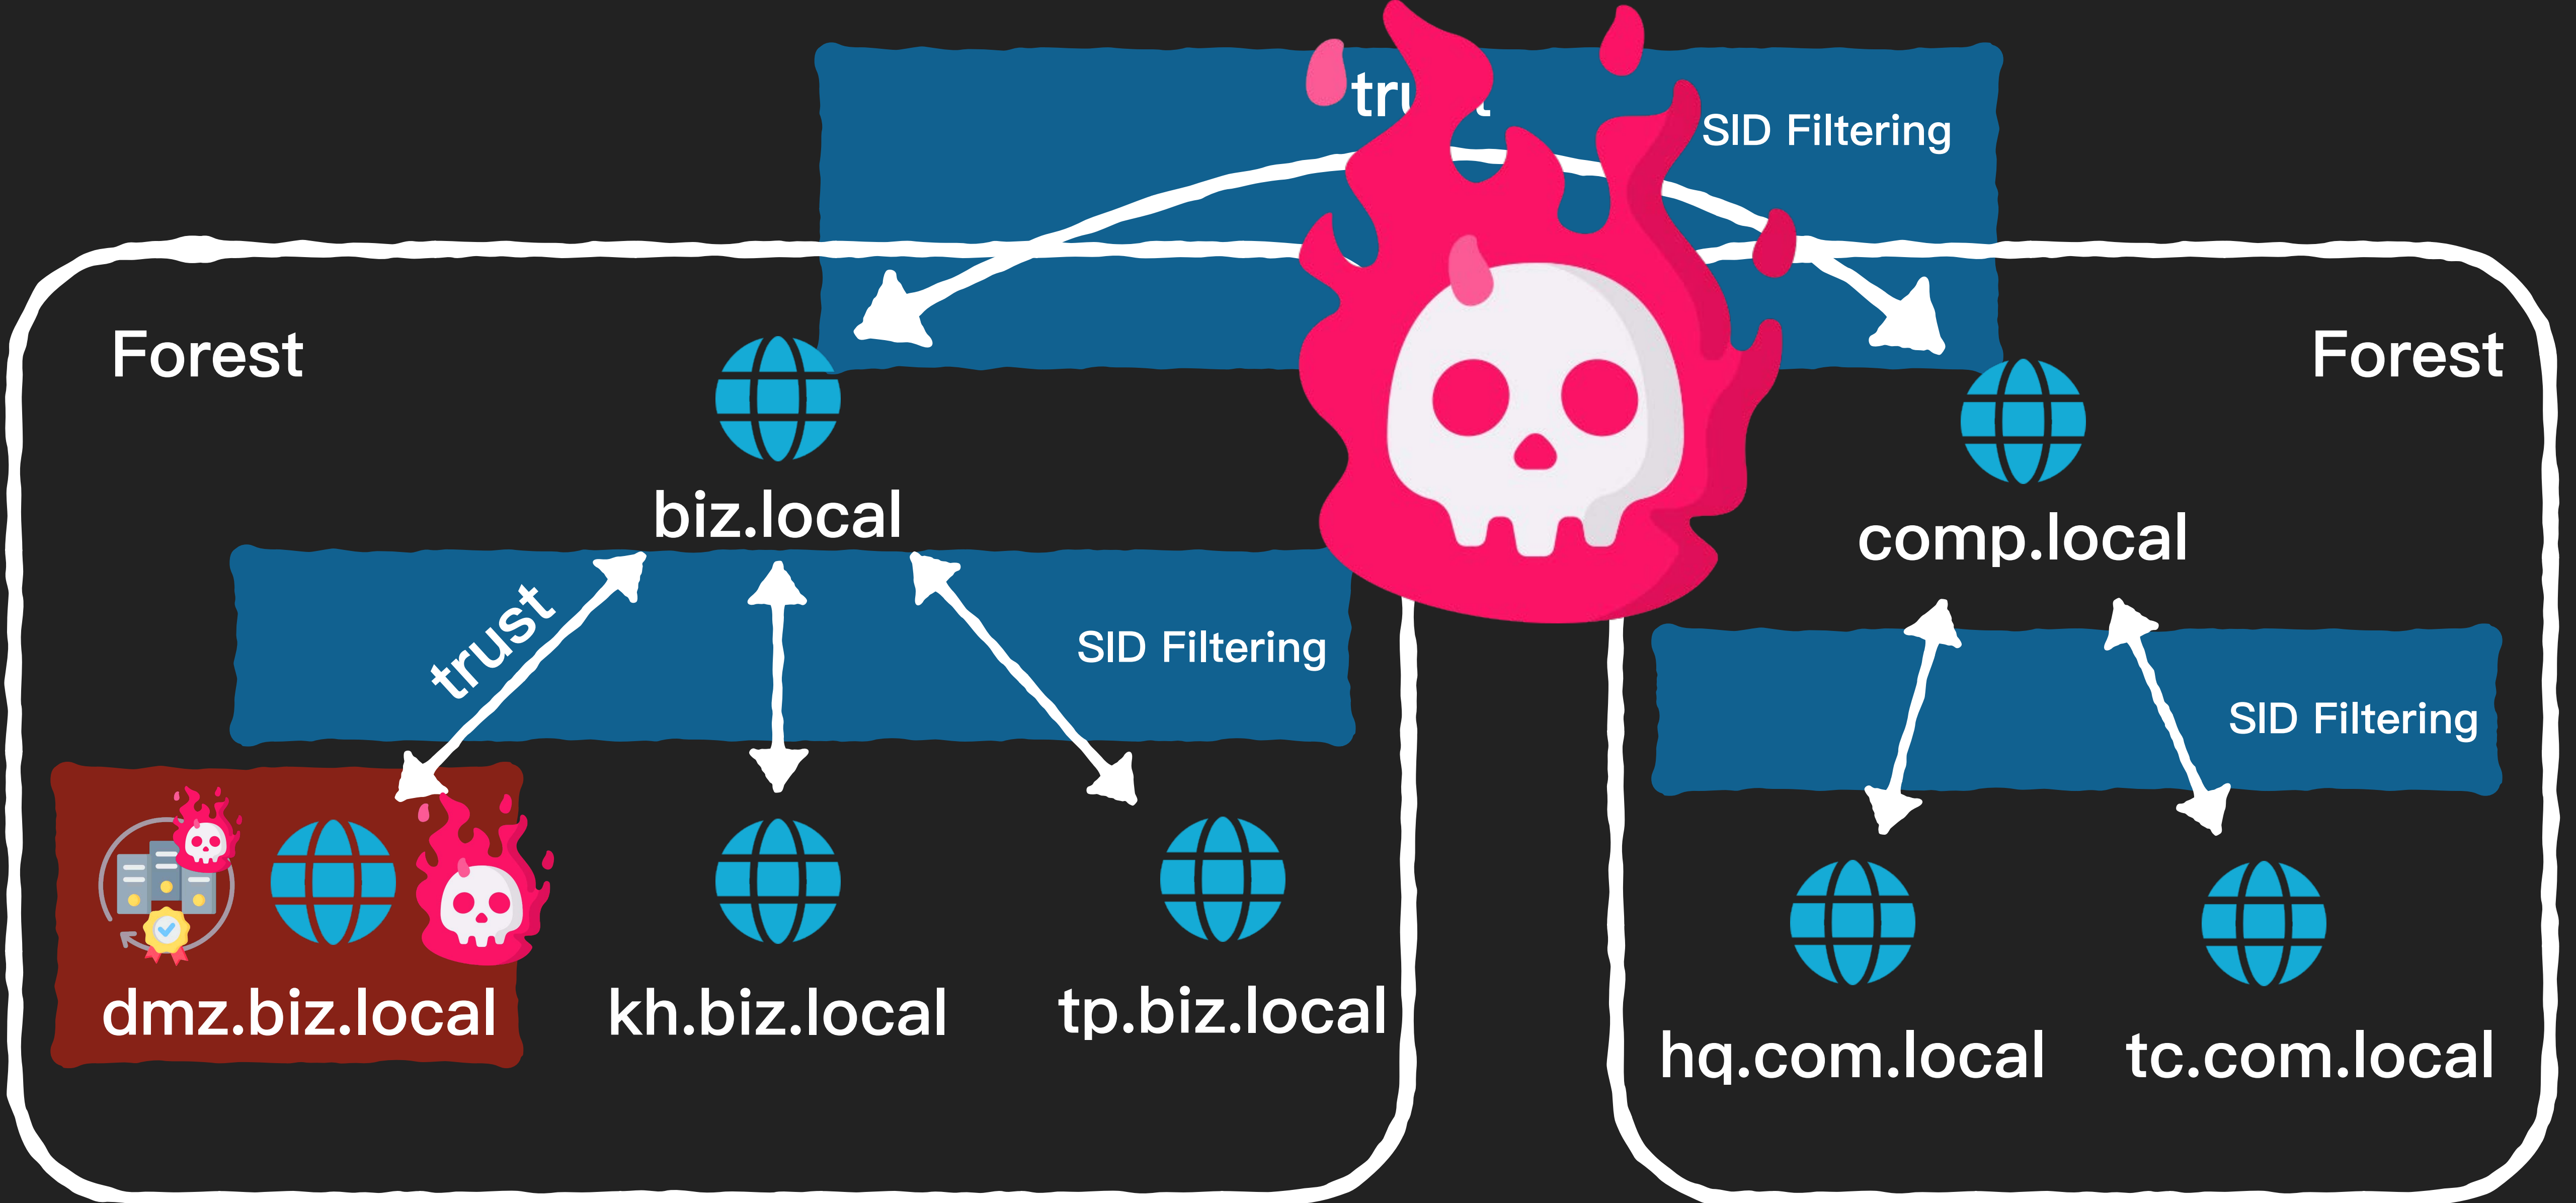 SID Filtering
Forest
Forest
biz.local
comp.local
trust
SID Filtering
SID Filtering
dmz.biz.local
kh.biz.local
tp.biz.local
hq.com.local
tc.com.local